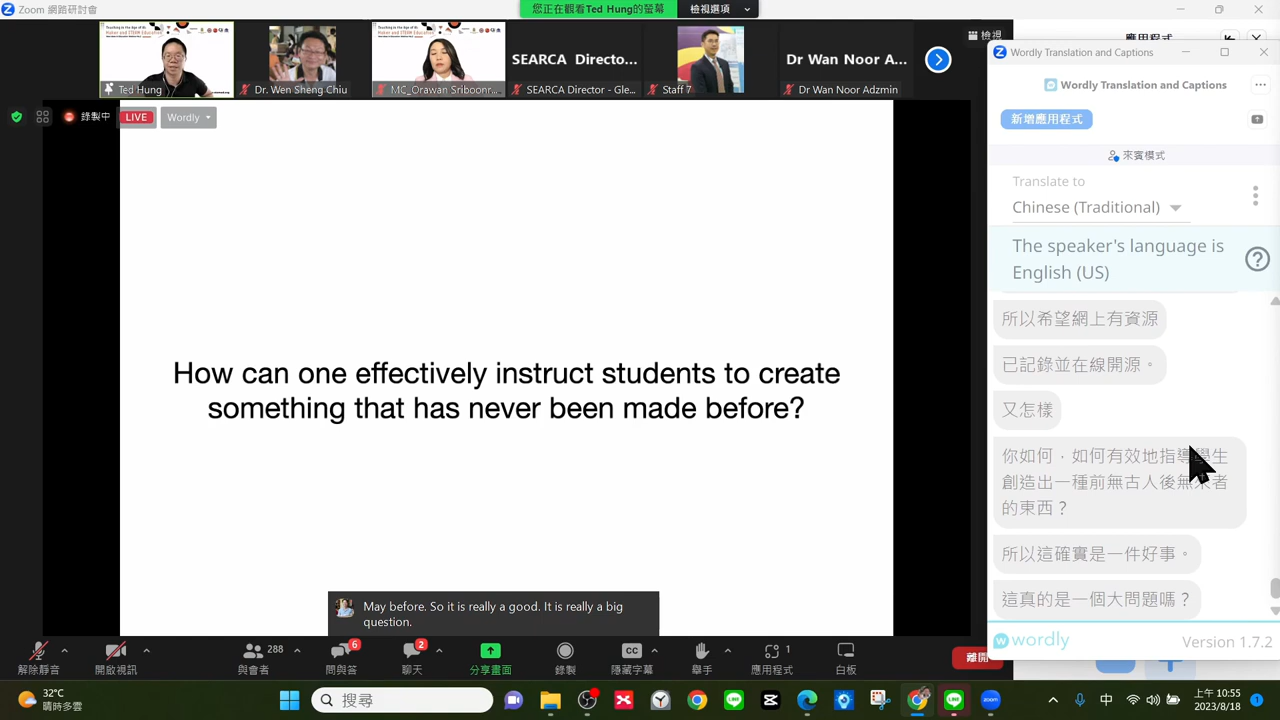 Zoom 網路研討會
您正在觀看Ted Hung的螢幕
檢視選項
檢視
應用程式
Ted Hung
Dr. Wen Sheng Chiu
MC_Orawan Sriboonr...
SEARCA Directo...
SEARCA Director - Gle...
Staff 7
Dr Wan Noor A...
Dr Wan Noor Adzmin
錄製中
LIVE
Wordly
How can one effectively instruct students to create
something that has never been made before?
May before. So it is really a good. It is really a big
question.
Wordly Translation and Captions
Wordly Translation and Captions
新增應用程式
來賓模式
Translate to
Chinese (Traditional)
The speaker's language is
English (US)
所以希望網上有資源
已記錄並在線開源。
又怎樣
你如何，如何有效地指導學生
創造出一種前無古人後無來者
的東西？
所以這確實是一件好事。
這真的是一個大問題嗎？
wordly
Version 1.7.2
解除靜音
開啟視訊
288
與會者
6
問與答
2
聊天
分享畫面
錄製
CC
隱藏字幕
舉手
1
應用程式
白板
離開
32°C
晴時多雲
搜尋
中
上午 10:55
2023/8/18